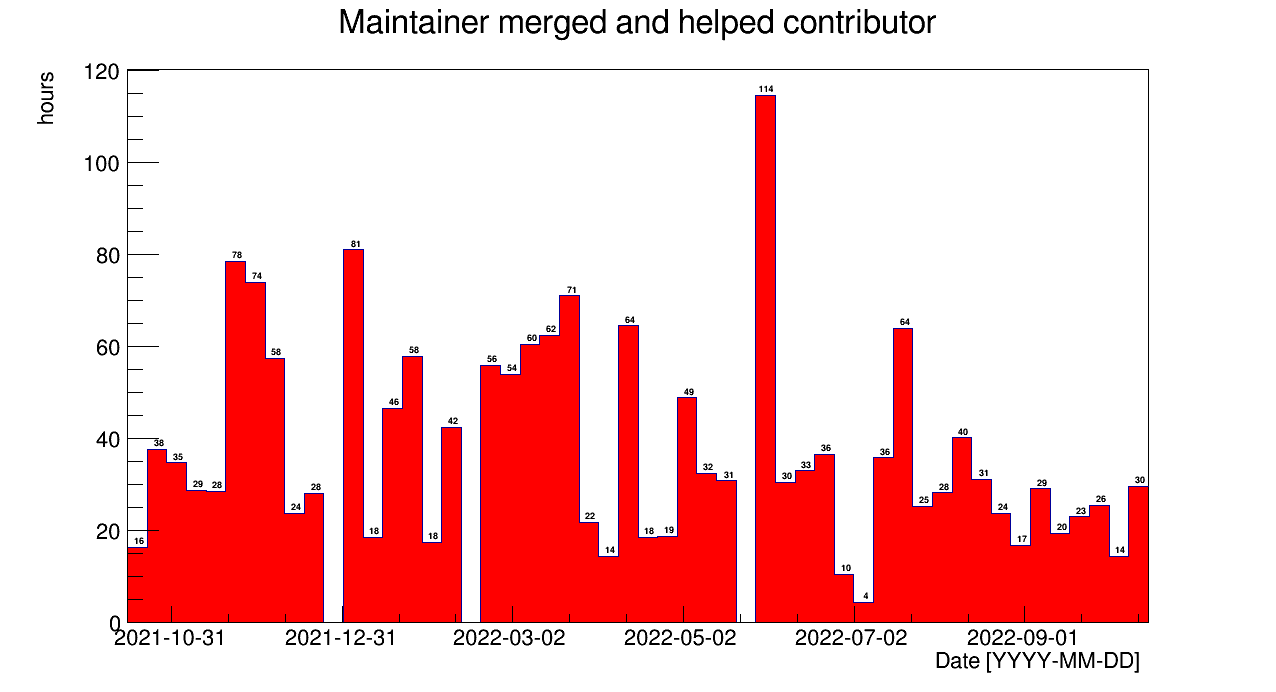 Maintainer merged and helped contributor
hours
120
100
80
60
40
20
0
16 38 35 29 28 78 74 58 24 28 81 18 46 58 18 42 56 54 60 62 71 22 14 64 18 19 49 32 31 114 30 33 36 10 4 36 64 25 28 40 31 24 17 29 20 23 26 14 30
2021-10-31 2021-12-31 2022-03-02 2022-05-02 2022-07-02 2022-09-01
Date [YYYY-MM-DD]